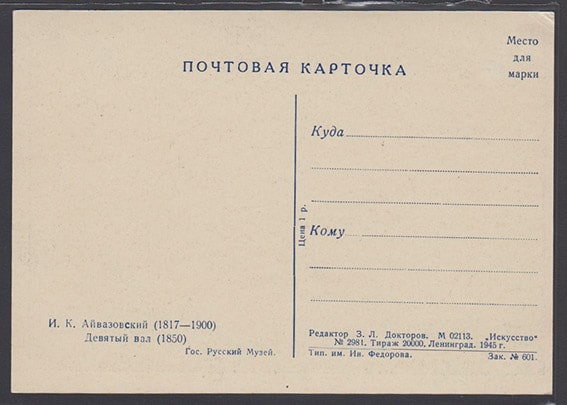 Место
для
марки
ПОЧТОВАЯ КАРТОЧКА
Куда
Кому
Цена 1 р.
И. К. Айвазовский (1817—1900)
Девятый вал (1850)
Гос. Русский Музей.
Редактор З. Л. Докторов. М 02113. „Искусство“
№ 2981. Тираж 20000. Ленинград. 1945 г.
Тип. им. Ив. Федорова. Зак. № 601.